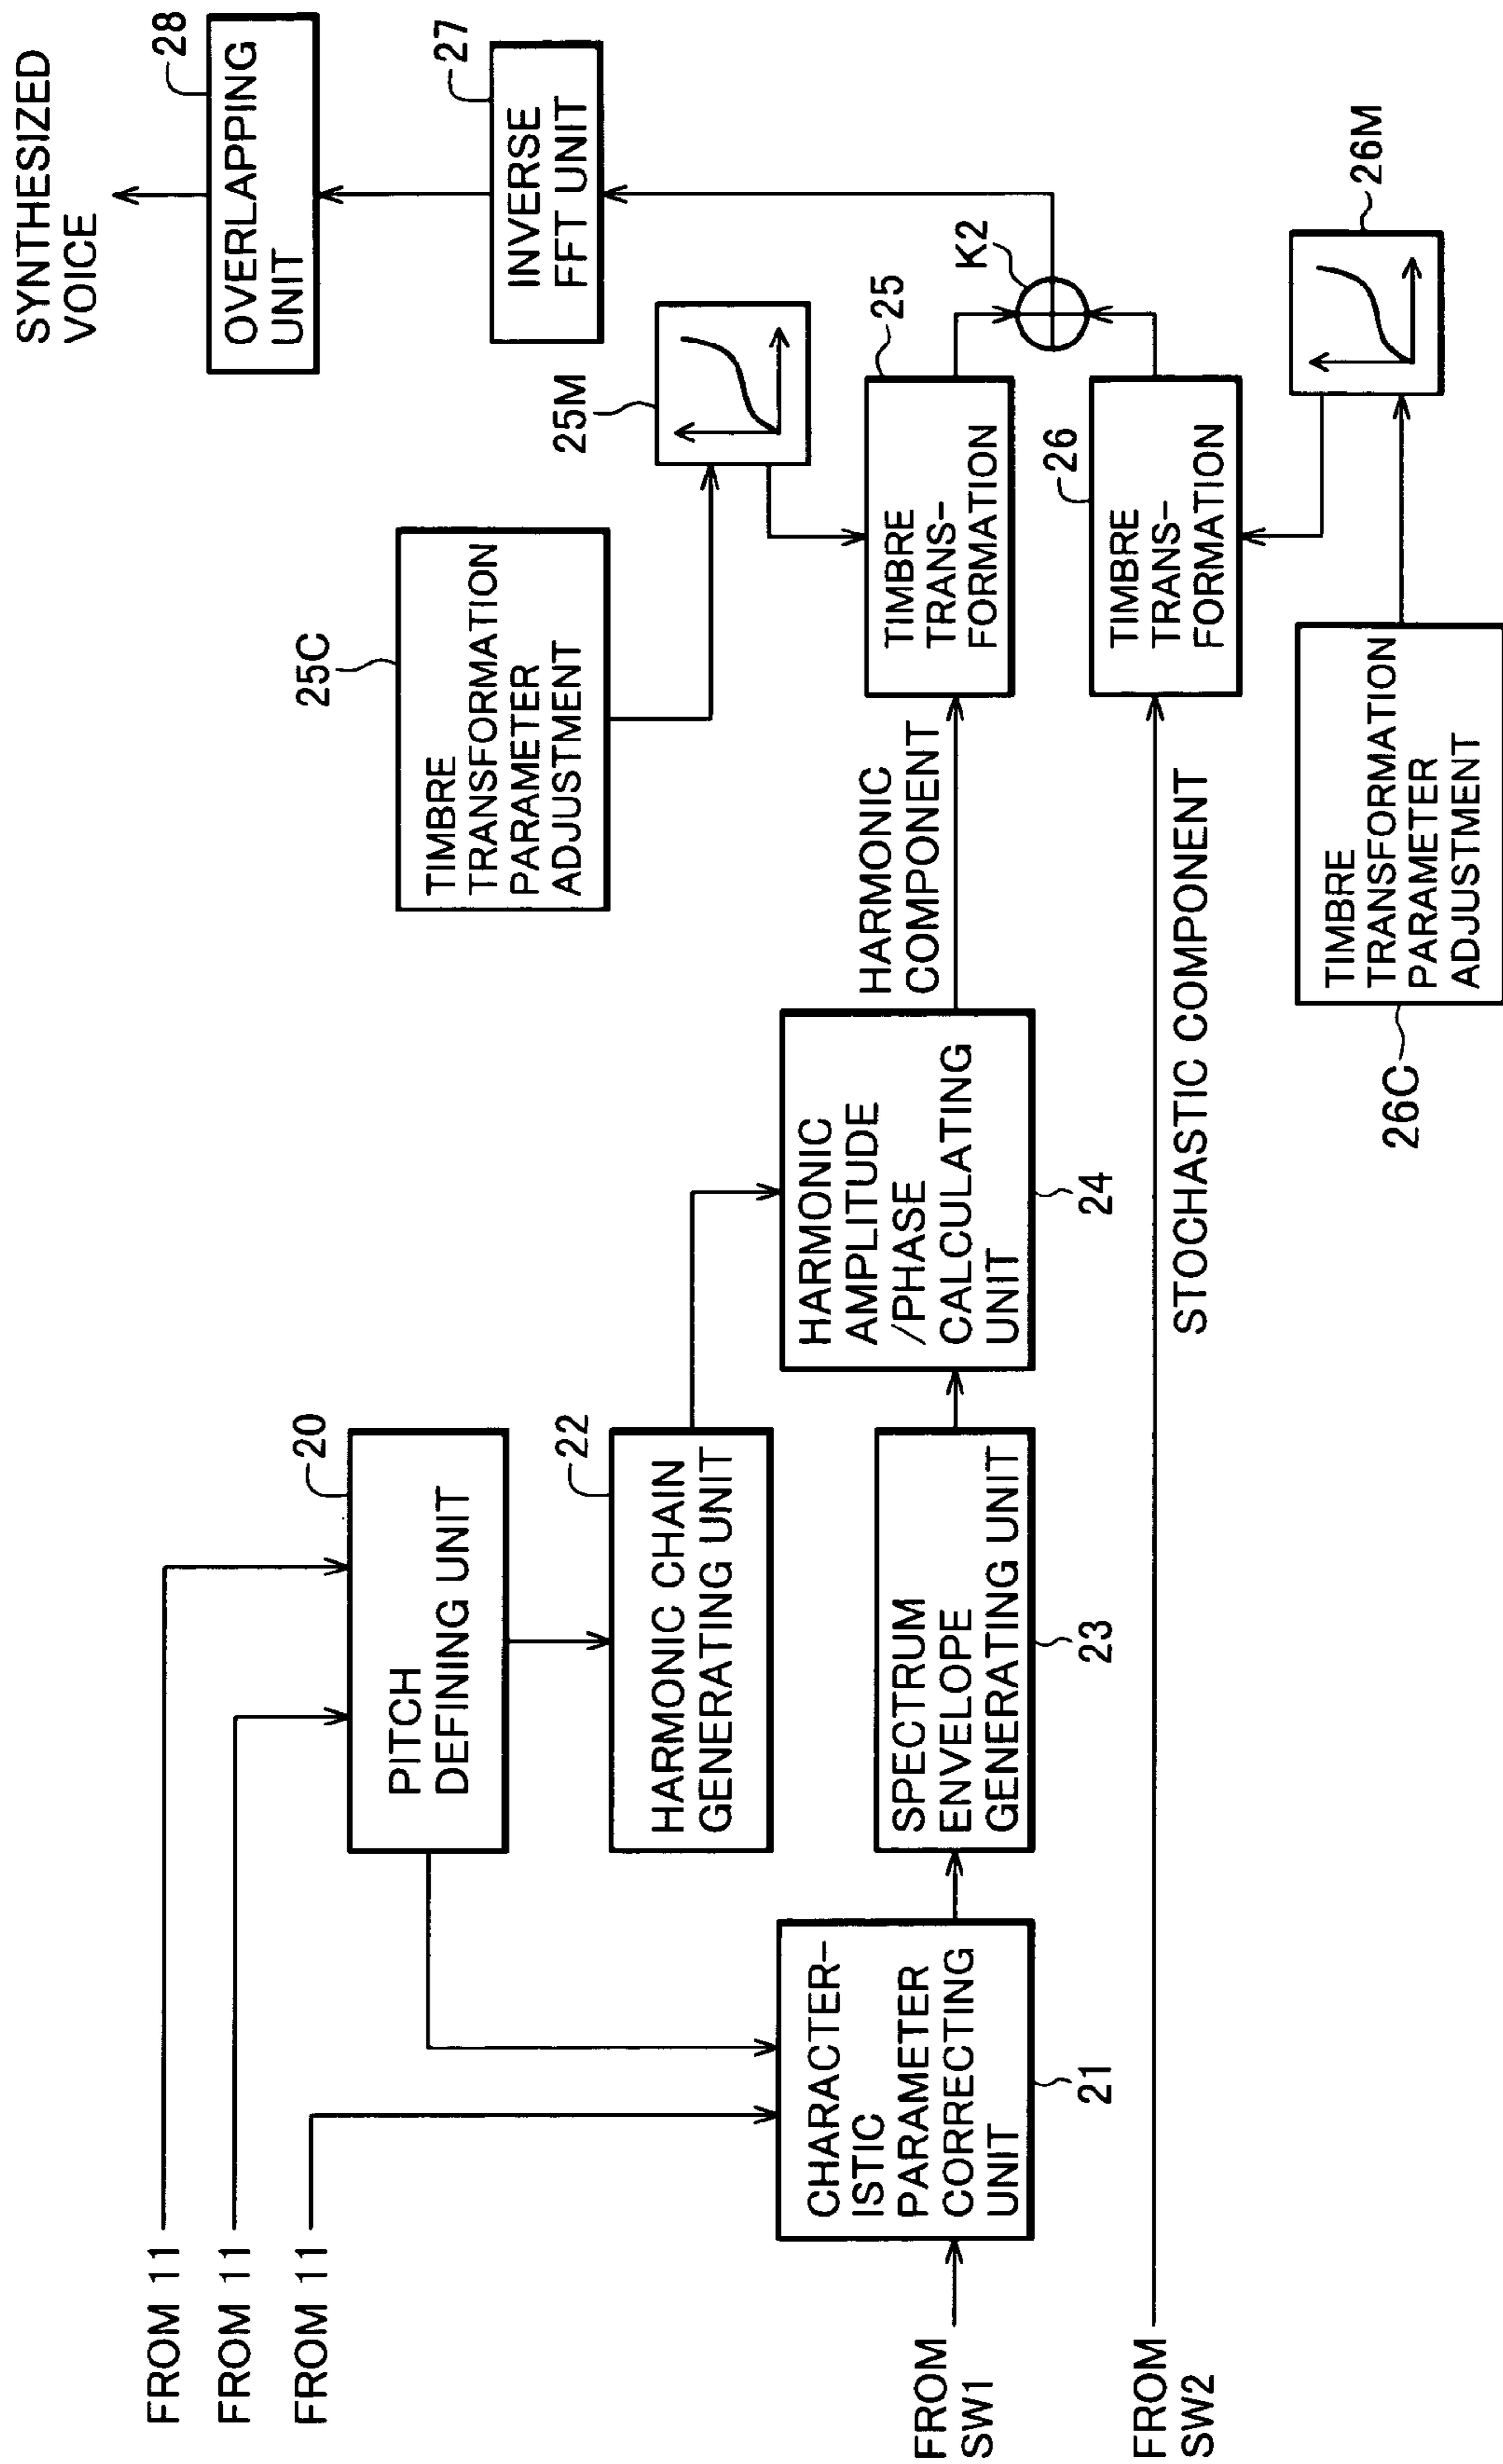 FROM 11
FROM 11
FROM 11
FROM
SW1
FROM
SW2
PITCH
DEFINING UNIT
20
CHARACTER-
ISTIC
PARAMETER
CORRECTING
UNIT
21
HARMONIC CHAIN
GENERATING UNIT
22
SPECTRUM
ENVELOPE
GENERATING UNIT
23
HARMONIC
AMPLITUDE
/PHASE
CALCULATING
UNIT
24
HARMONIC
COMPONENT
STOCHASTIC COMPONENT
25C
TIMBRE
TRANSFORMATION
PARAMETER
ADJUSTMENT
25M
TIMBRE
TRANS-
FORMATION
25
TIMBRE
TRANS-
FORMATION
26
26C
TIMBRE
TRANSFORMATION
PARAMETER
ADJUSTMENT
26M
K2
INVERSE
FFT UNIT
27
OVERLAPPING
UNIT
28
SYNTHESIZED
VOICE